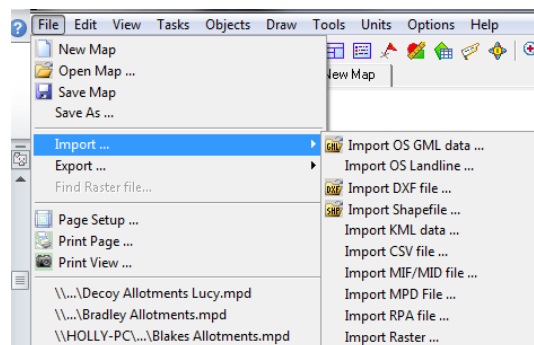 File Edit View Tasks Objects Draw Tools Units Options Help
New Map
Open Map ...
Save Map
Save As ...
Import ...
Export ...
Find Raster file...
Page Setup ...
Print Page ...
Print View ...
\\...\Decoy Allotments Lucy.mpd
\\...\Bradley Allotments.mpd
\\HOLLY-PC\...\Blakes Allotments.mpd
New Map
GML Import OS GML data ...
Import OS Landline ...
DXF Import DXF file ...
SHP Import Shapefile ...
Import KML data ...
Import CSV file ...
Import MIF/MID file ...
Import MPD File ...
Import RPA file ...
Import Raster ...